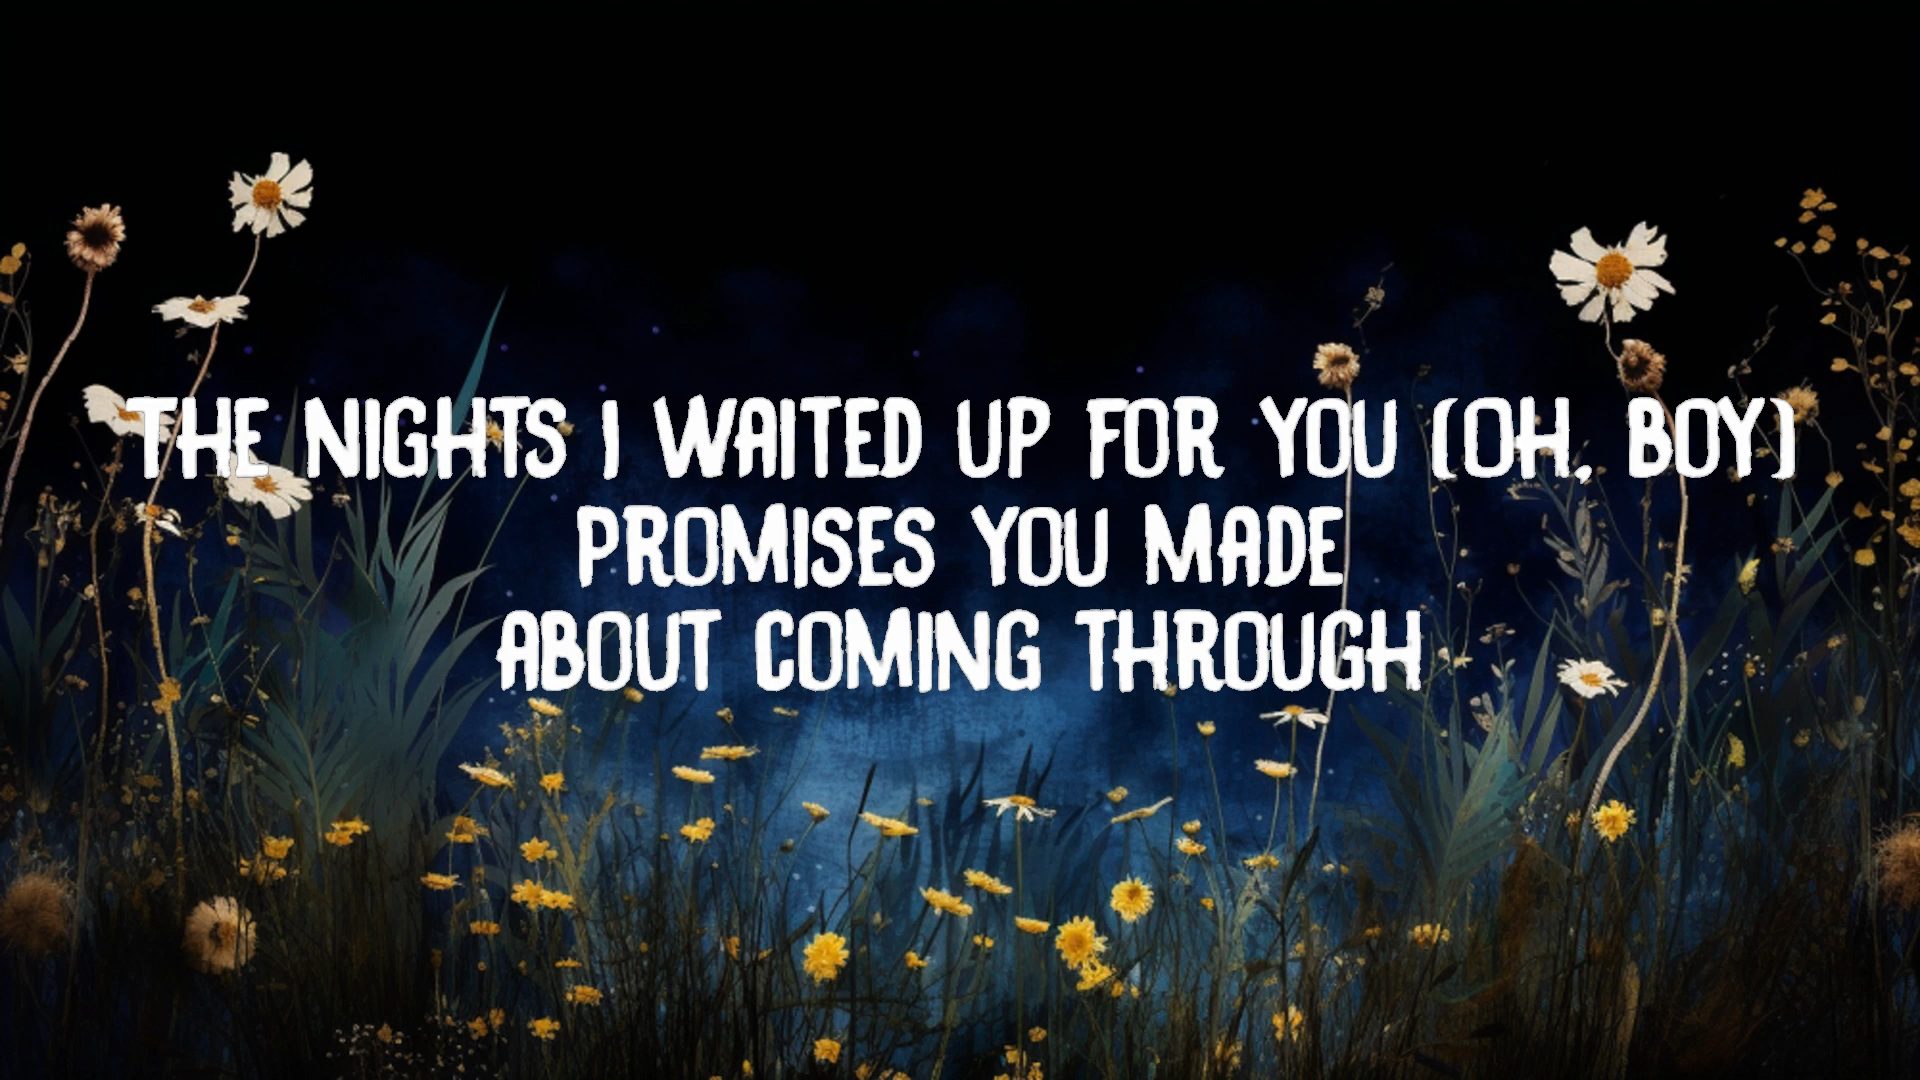 THE NIGHTS I WAITED UP FOR YOU (OH, BOY)
PROMISES YOU MADE
ABOUT COMING THROUGH